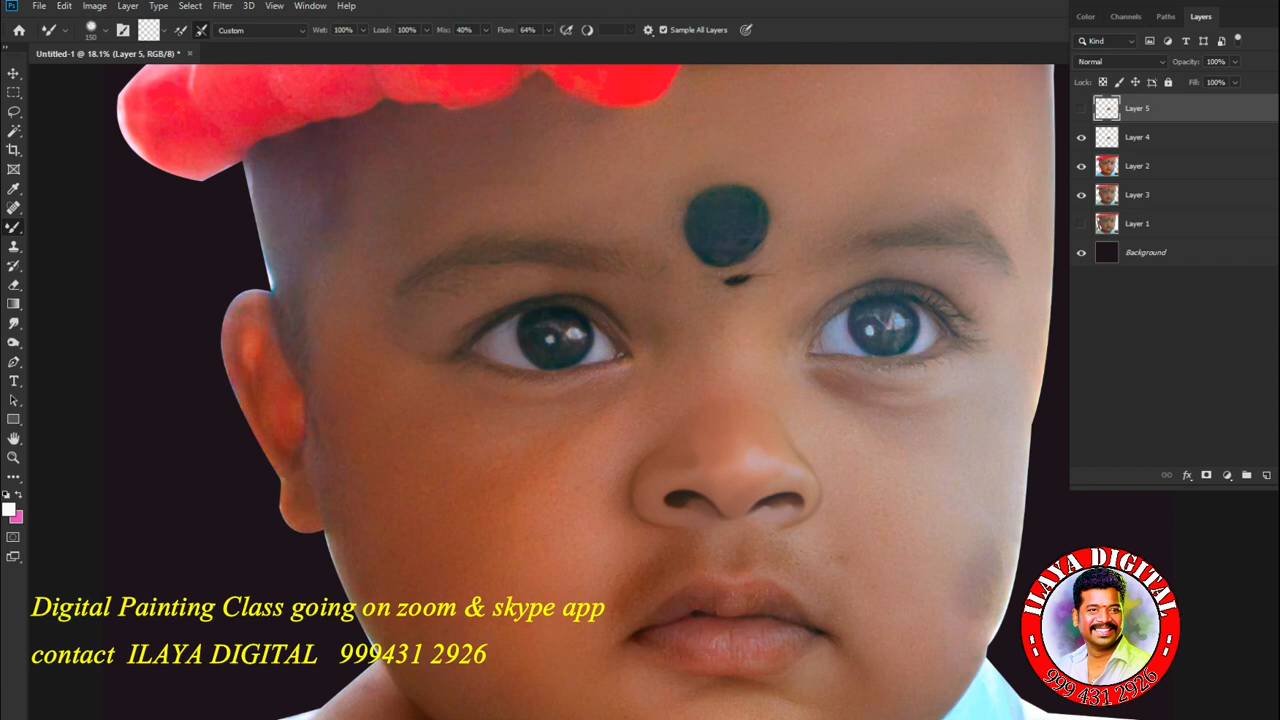 Ps File Edit Image Layer Type Select Filter 3D View Window Help
150 Custom Wet: 100% Load: 100% Mix: 40% Flow: 64% Sample All Layers
Untitled-1 @ 18.1% (Layer 5, RGB/8) *
Color Channels Paths Layers
Kind
Normal Opacity: 100%
Lock: Fill: 100%
Layer 5
Layer 4
Layer 2
Layer 3
Layer 1
Background
Digital Painting Class going on zoom & skype app
contact ILAYA DIGITAL 999431 2926
ILAYA DIGITAL
999 431 2926